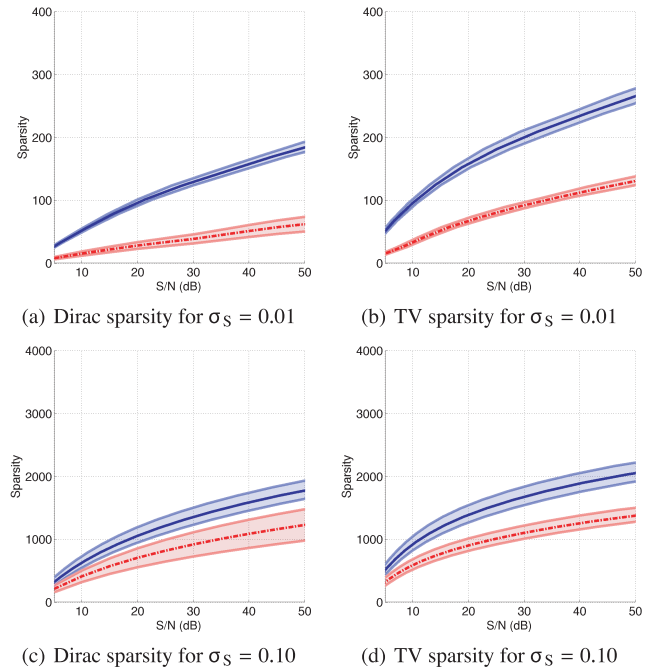 400
300
200
100
0
Sparsity
10 20 30 40 50
S/N (dB)
(a) Dirac sparsity for σS = 0.01
400
300
200
100
0
Sparsity
10 20 30 40 50
S/N (dB)
(b) TV sparsity for σS = 0.01
4000
3000
2000
1000
0
Sparsity
10 20 30 40 50
S/N (dB)
(c) Dirac sparsity for σS = 0.10
4000
3000
2000
1000
0
Sparsity
10 20 30 40 50
S/N (dB)
(d) TV sparsity for σS = 0.10